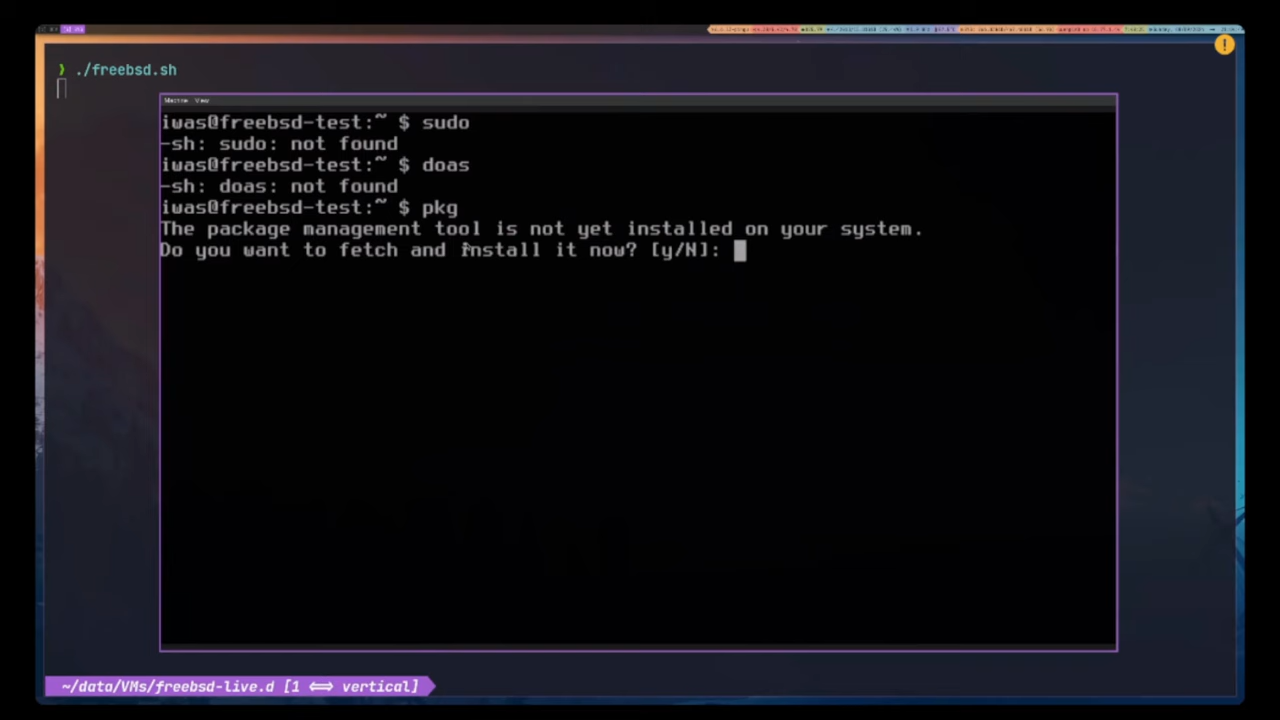 ❯ ./freebsd.sh
Machine View
iwas@freebsd-test:~ $ sudo
-sh: sudo: not found
iwas@freebsd-test:~ $ doas
-sh: doas: not found
iwas@freebsd-test:~ $ pkg
The package management tool is not yet installed on your system.
Do you want to fetch and install it now? [y/N]:
~/data/VMs/freebsd-live.d [1 ⟺ vertical]